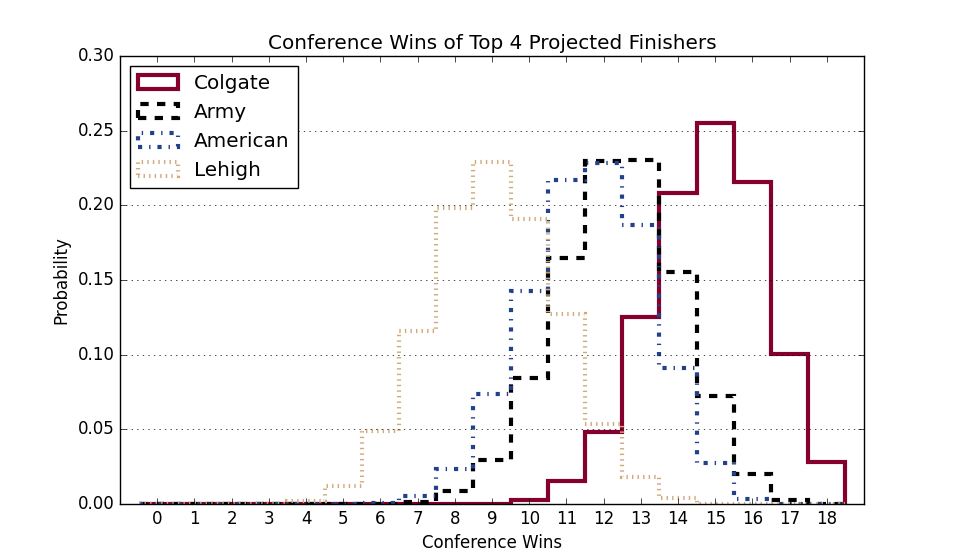 Conference Wins of Top 4 Projected Finishers
0.30
0.25
0.20
0.15
0.10
0.05
0.00
Probability
Colgate
Army
American
Lehigh
0 1 2 3 4 5 6 7 8 9 10 11 12 13 14 15 16 17 18
Conference Wins